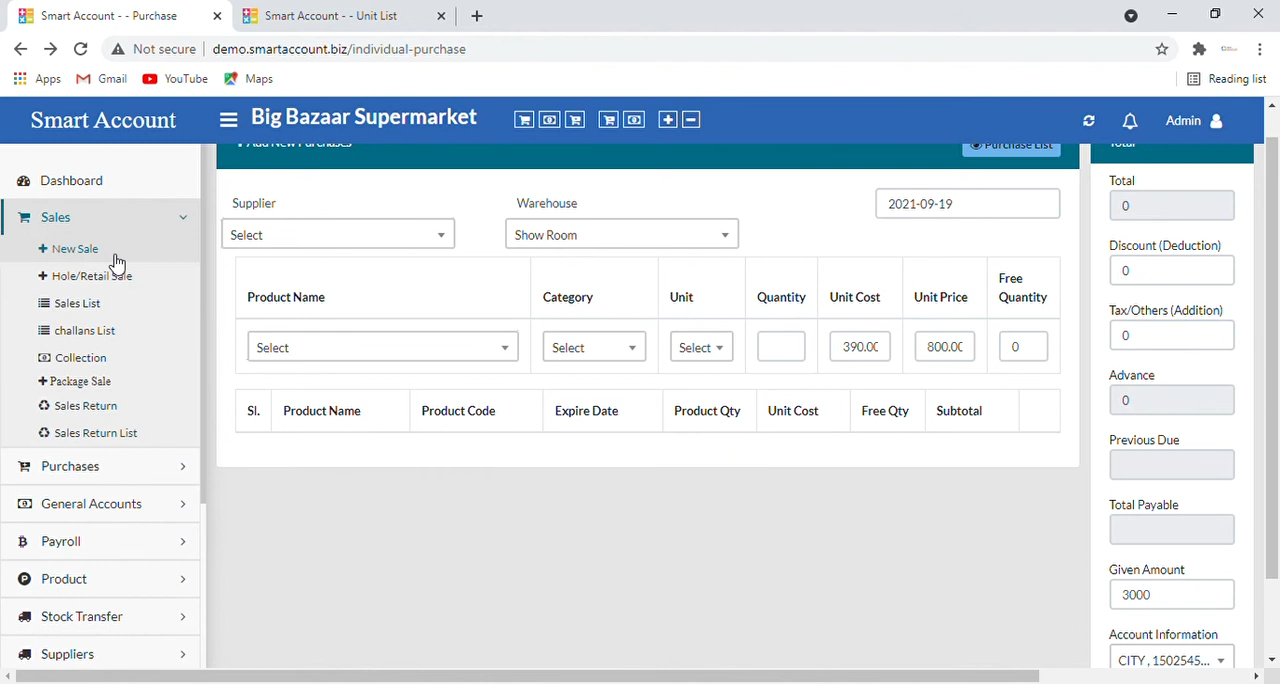 Smart Account - - Purchase
Smart Account - - Unit List
Not secure demo.smartaccount.biz/individual-purchase
Apps Gmail YouTube Maps Reading list
Smart Account Big Bazaar Supermarket Admin
Add New Purchases Purchase List Total
Dashboard
Sales
New Sale
Hole/Retail Sale
Sales List
challans List
Collection
Package Sale
Sales Return
Sales Return List
Purchases
General Accounts
Payroll
Product
Stock Transfer
Suppliers
Supplier Warehouse 2021-09-19
Select Show Room
Product Name Category Unit Quantity Unit Cost Unit Price Free Quantity
Select Select Select 390.00 800.00 0
Sl. Product Name Product Code Expire Date Product Qty Unit Cost Free Qty Subtotal
Total
0
Discount (Deduction)
0
Tax/Others (Addition)
0
Advance
0
Previous Due
Total Payable
Given Amount
3000
Account Information
CITY , 1502545...